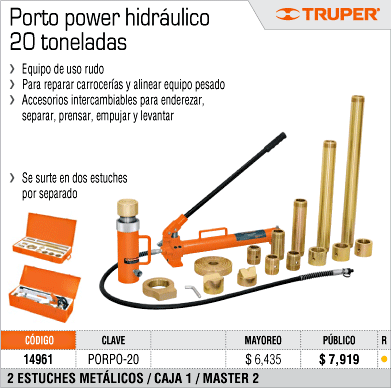 Porto power hidráulico
20 toneladas
TRUPER®
› Equipo de uso rudo
› Para reparar carrocerías y alinear equipo pesado
› Accesorios intercambiables para enderezar,
separar, prensar, empujar y levantar
› Se surte en dos estuches
por separado
CÓDIGO CLAVE MAYOREO PÚBLICO R
14961 PORPO-20 $ 6,435 $ 7,919
2 ESTUCHES METÁLICOS / CAJA 1 / MASTER 2